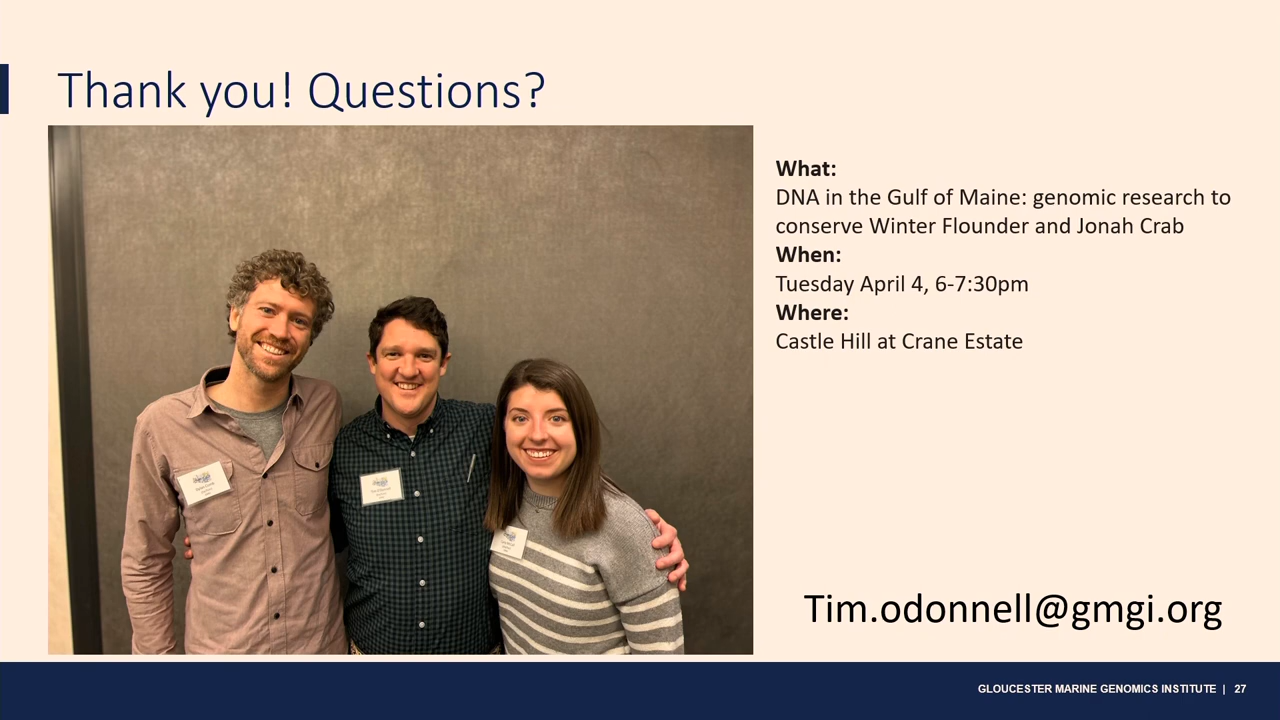 Thank you! Questions?
What:
DNA in the Gulf of Maine: genomic research to
conserve Winter Flounder and Jonah Crab
When:
Tuesday April 4, 6-7:30pm
Where:
Castle Hill at Crane Estate
Tim.odonnell@gmgi.org
GLOUCESTER MARINE GENOMICS INSTITUTE | 27